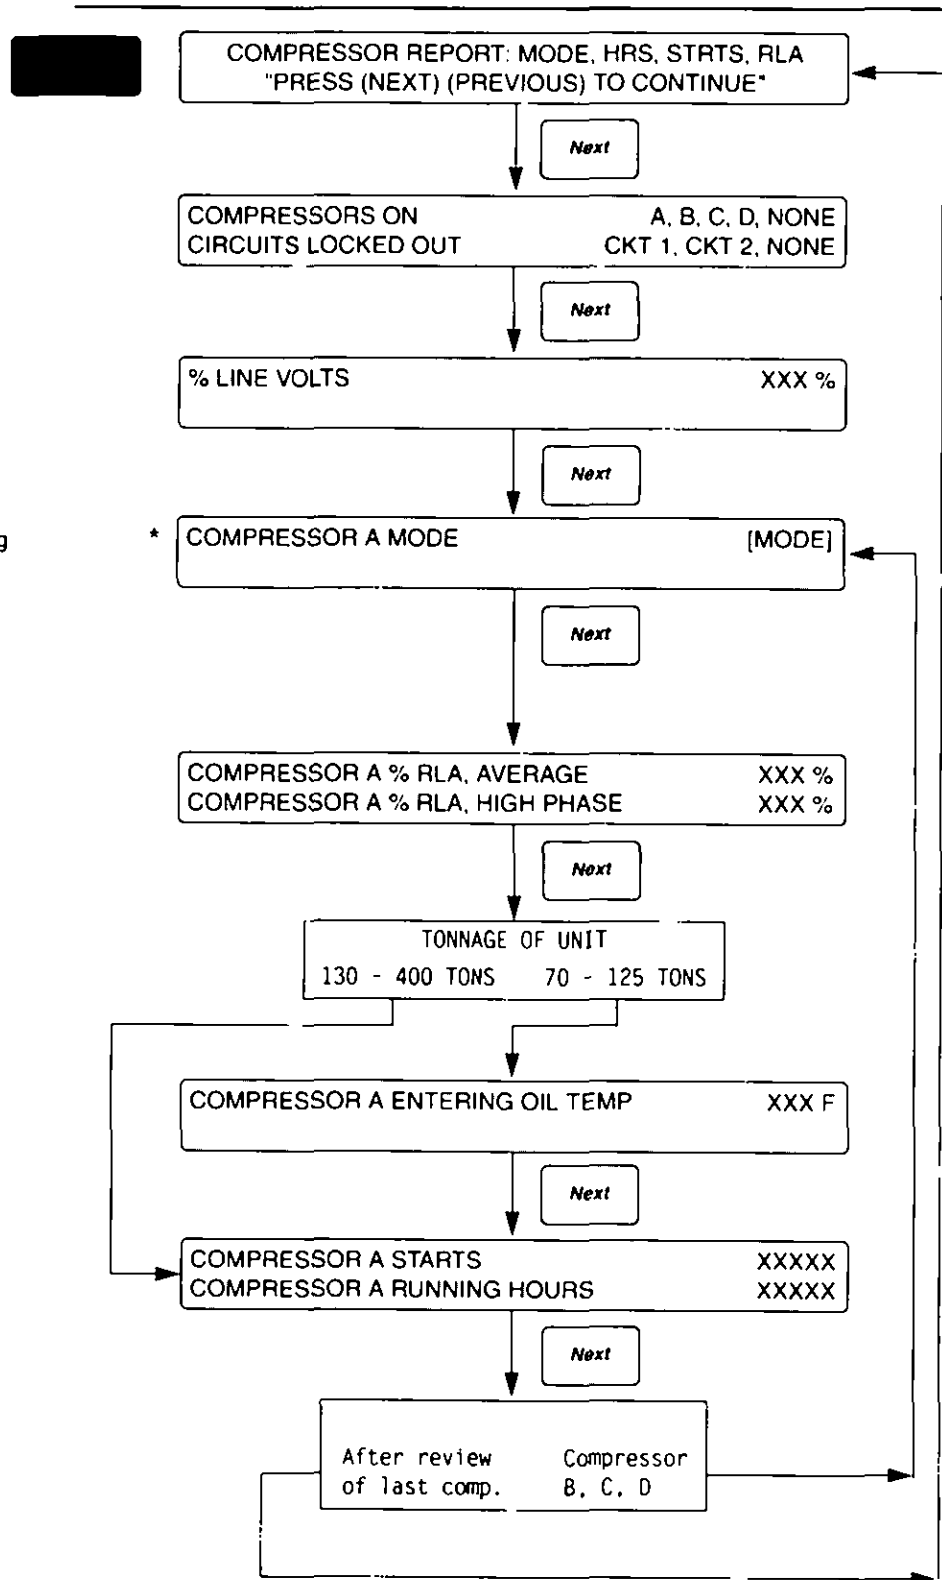 COMPRESSOR REPORT: MODE, HRS, STRTS, RLA
"PRESS (NEXT) (PREVIOUS) TO CONTINUE"
Next
COMPRESSORS ON A, B, C, D, NONE
CIRCUITS LOCKED OUT CKT 1, CKT 2, NONE
Next
% LINE VOLTS XXX %
Next
g * COMPRESSOR A MODE [MODE]
Next
COMPRESSOR A % RLA, AVERAGE XXX %
COMPRESSOR A % RLA, HIGH PHASE XXX %
Next
TONNAGE OF UNIT
130 - 400 TONS 70 - 125 TONS
COMPRESSOR A ENTERING OIL TEMP XXX F
Next
COMPRESSOR A STARTS XXXXX
COMPRESSOR A RUNNING HOURS XXXXX
Next
After review Compressor
of last comp. B, C, D